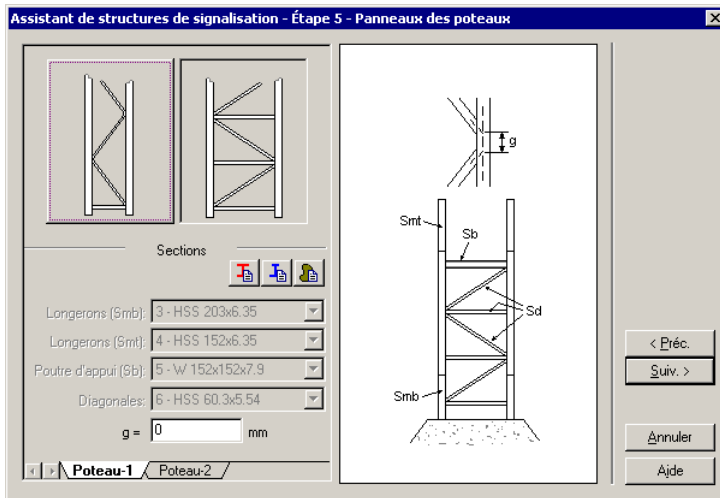 Assistant de structures de signalisation - Étape 5 - Panneaux des poteaux
Sections
Longerons (Smb): 3 - HSS 203x6.35
Longerons (Smt): 4 - HSS 152x6.35
Poutre d'appui (Sb): 5 - W 152x152x7.9
Diagonales: 6 - HSS 60.3x5.54
g = 0 mm
Poteau-1 Poteau-2
g
Smt
Sb
Sd
Smb
< Préc.
Suiv. >
Annuler
Aide